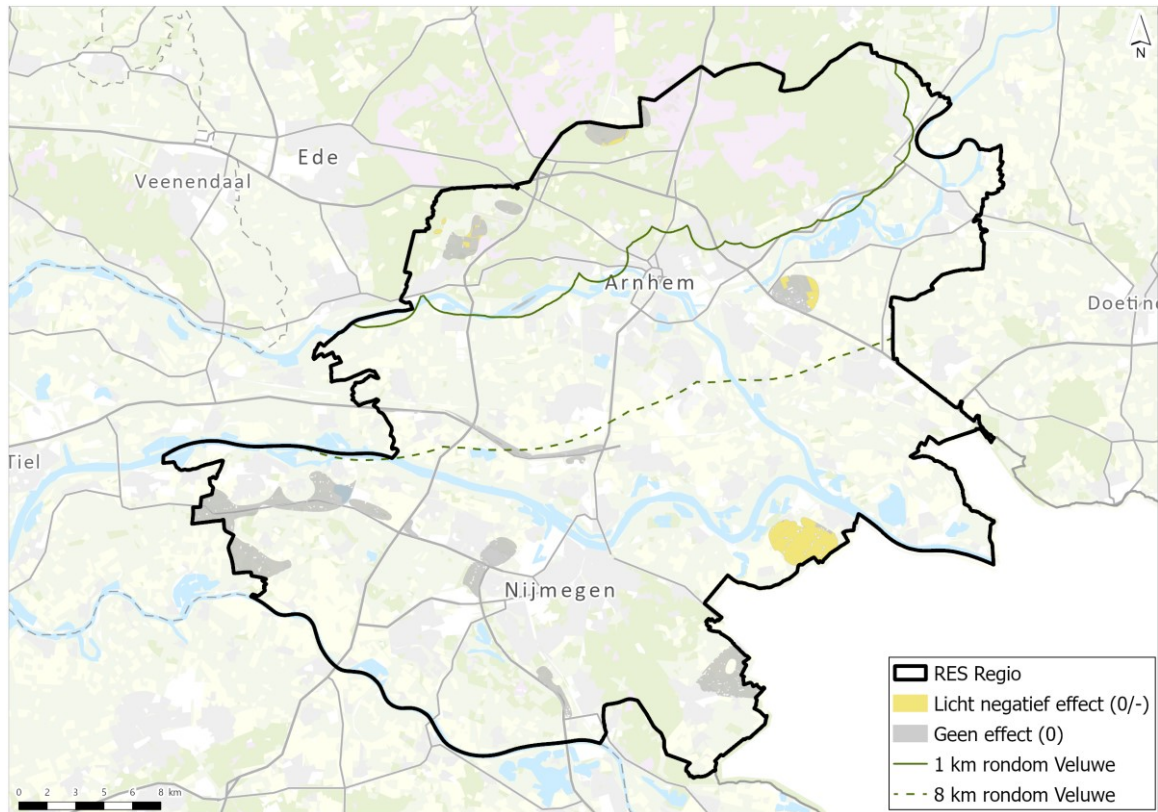 N
Ede
Veenendaal
Arnhem
Doetinc
Tiel
Nijmegen
RES Regio
Licht negatief effect (0/-)
Geen effect (0)
1 km rondom Veluwe
8 km rondom Veluwe
0 2 3 5 6 8 km